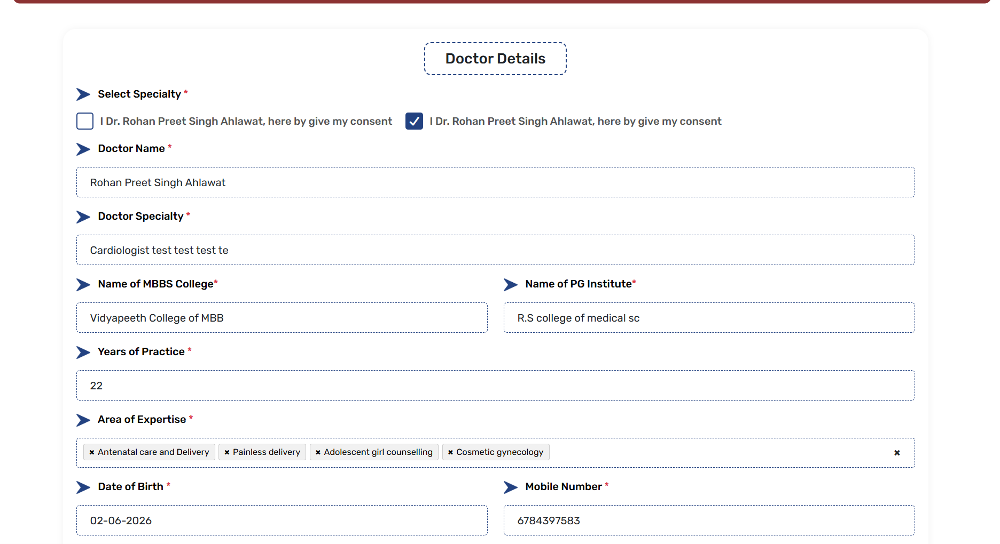 Doctor Details
Select Specialty *
I Dr. Rohan Preet Singh Ahlawat, here by give my consent I Dr. Rohan Preet Singh Ahlawat, here by give my consent
Doctor Name *
Rohan Preet Singh Ahlawat
Doctor Specialty *
Cardiologist test test test te
Name of MBBS College* Name of PG Institute*
Vidyapeeth College of MBB R.S college of medical sc
Years of Practice *
22
Area of Expertise *
× Antenatal care and Delivery × Painless delivery × Adolescent girl counselling × Cosmetic gynecology ×
Date of Birth * Mobile Number *
02-06-2026 6784397583